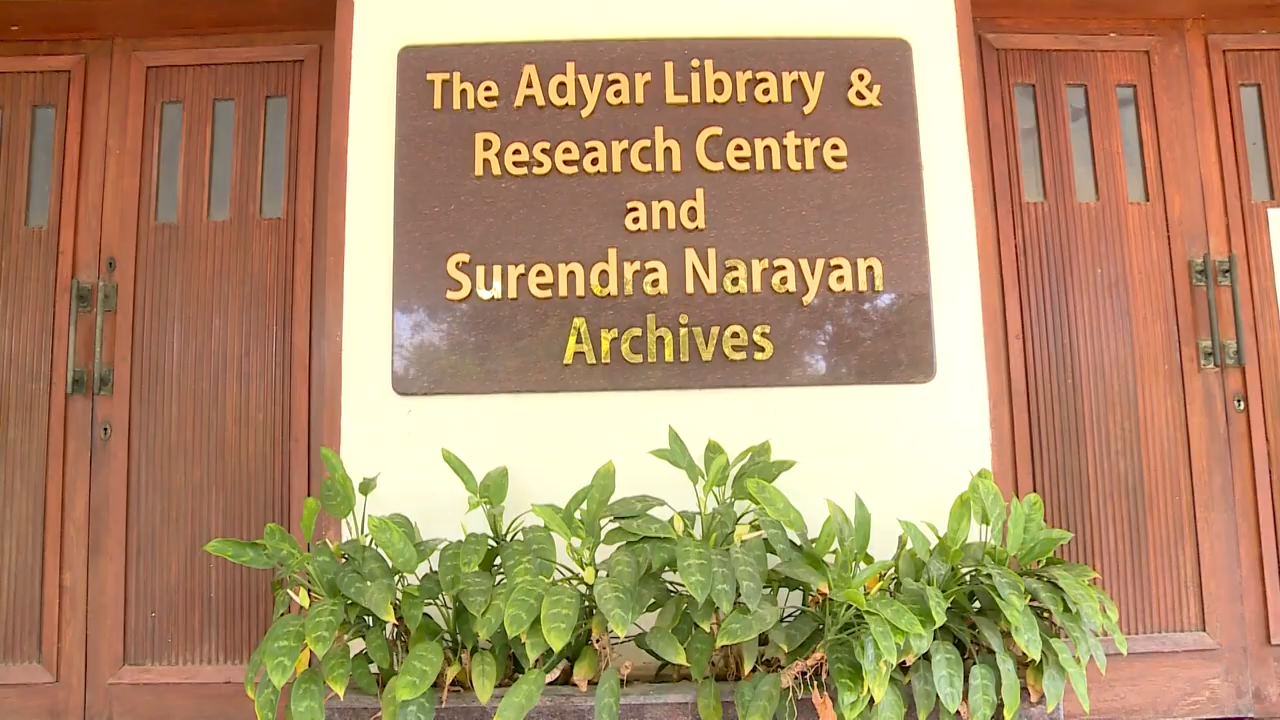 The Adyar Library &
Research Centre
and
Surendra Narayan
Archives